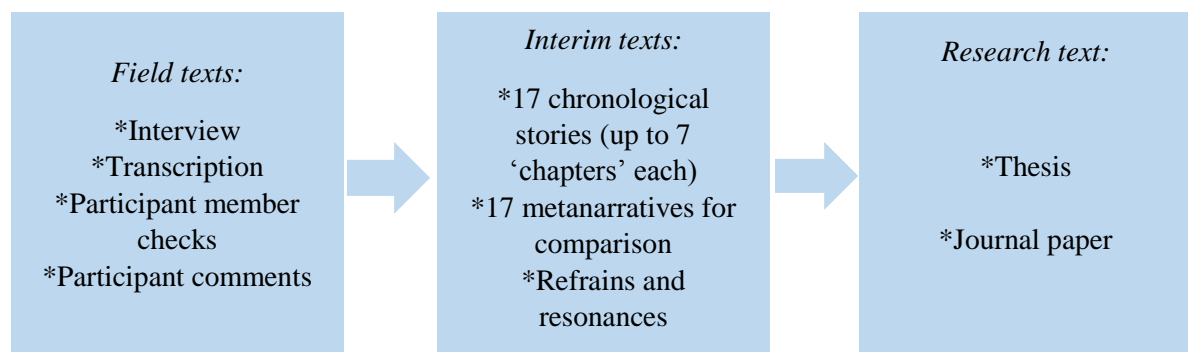 Field texts:
*Interview
*Transcription
*Participant member
checks
*Participant comments
Interim texts:
*17 chronological
stories (up to 7
‘chapters’ each)
*17 metanarratives for
comparison
*Refrains and
resonances
Research text:
*Thesis
*Journal paper